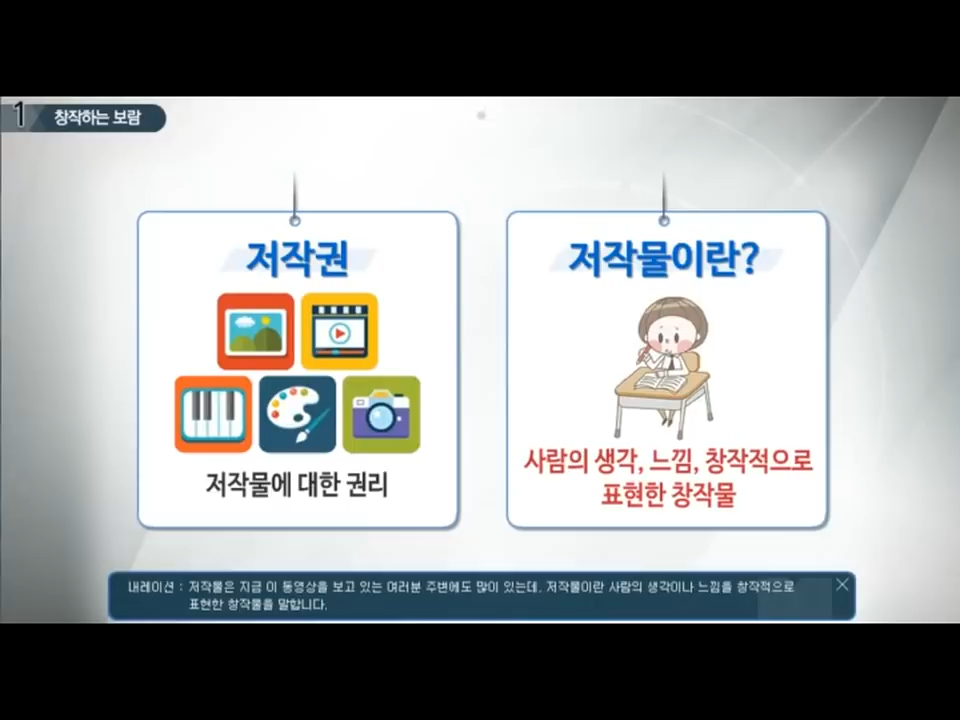 1 창작하는 보람
저작권
저작물에 대한 권리
저작물이란?
사람의 생각, 느낌, 창작적으로
표현한 창작물
내레이션 : 저작물은 지금 이 동영상을 보고 있는 여러분 주변에도 많이 있는데. 저작물이란 사람의 생각이나 느낌을 창작적으로
표현한 창작물을 말합니다.